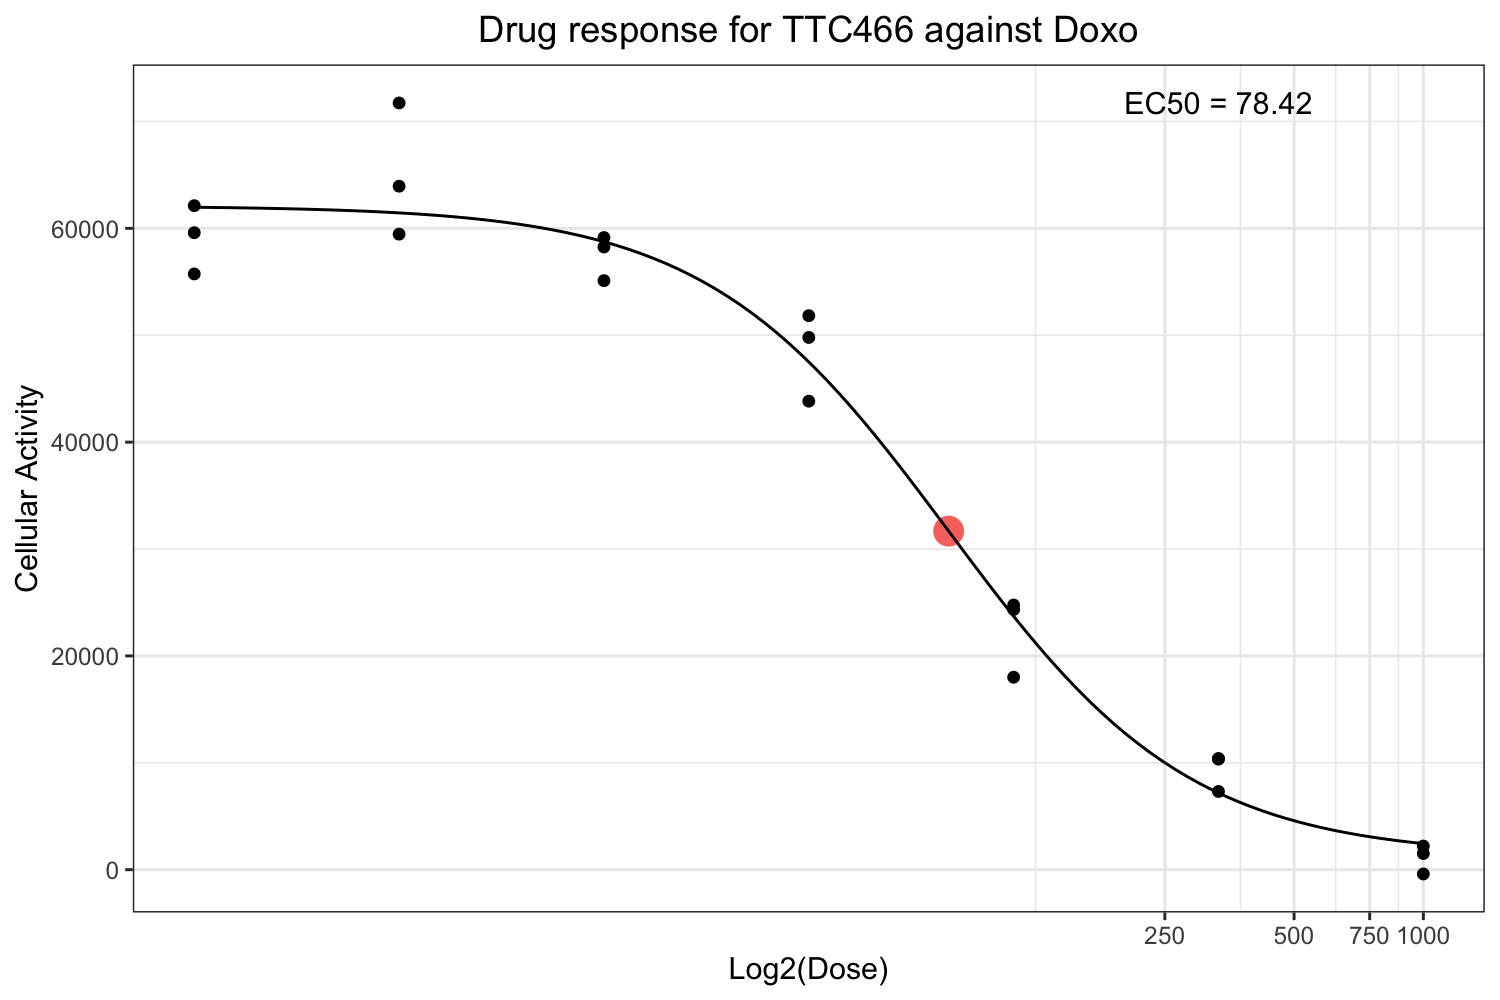 Drug response for TTC466 against Doxo
EC50 = 78.42
Cellular Activity
60000
40000
20000
0
250 500 750 1000
Log2(Dose)